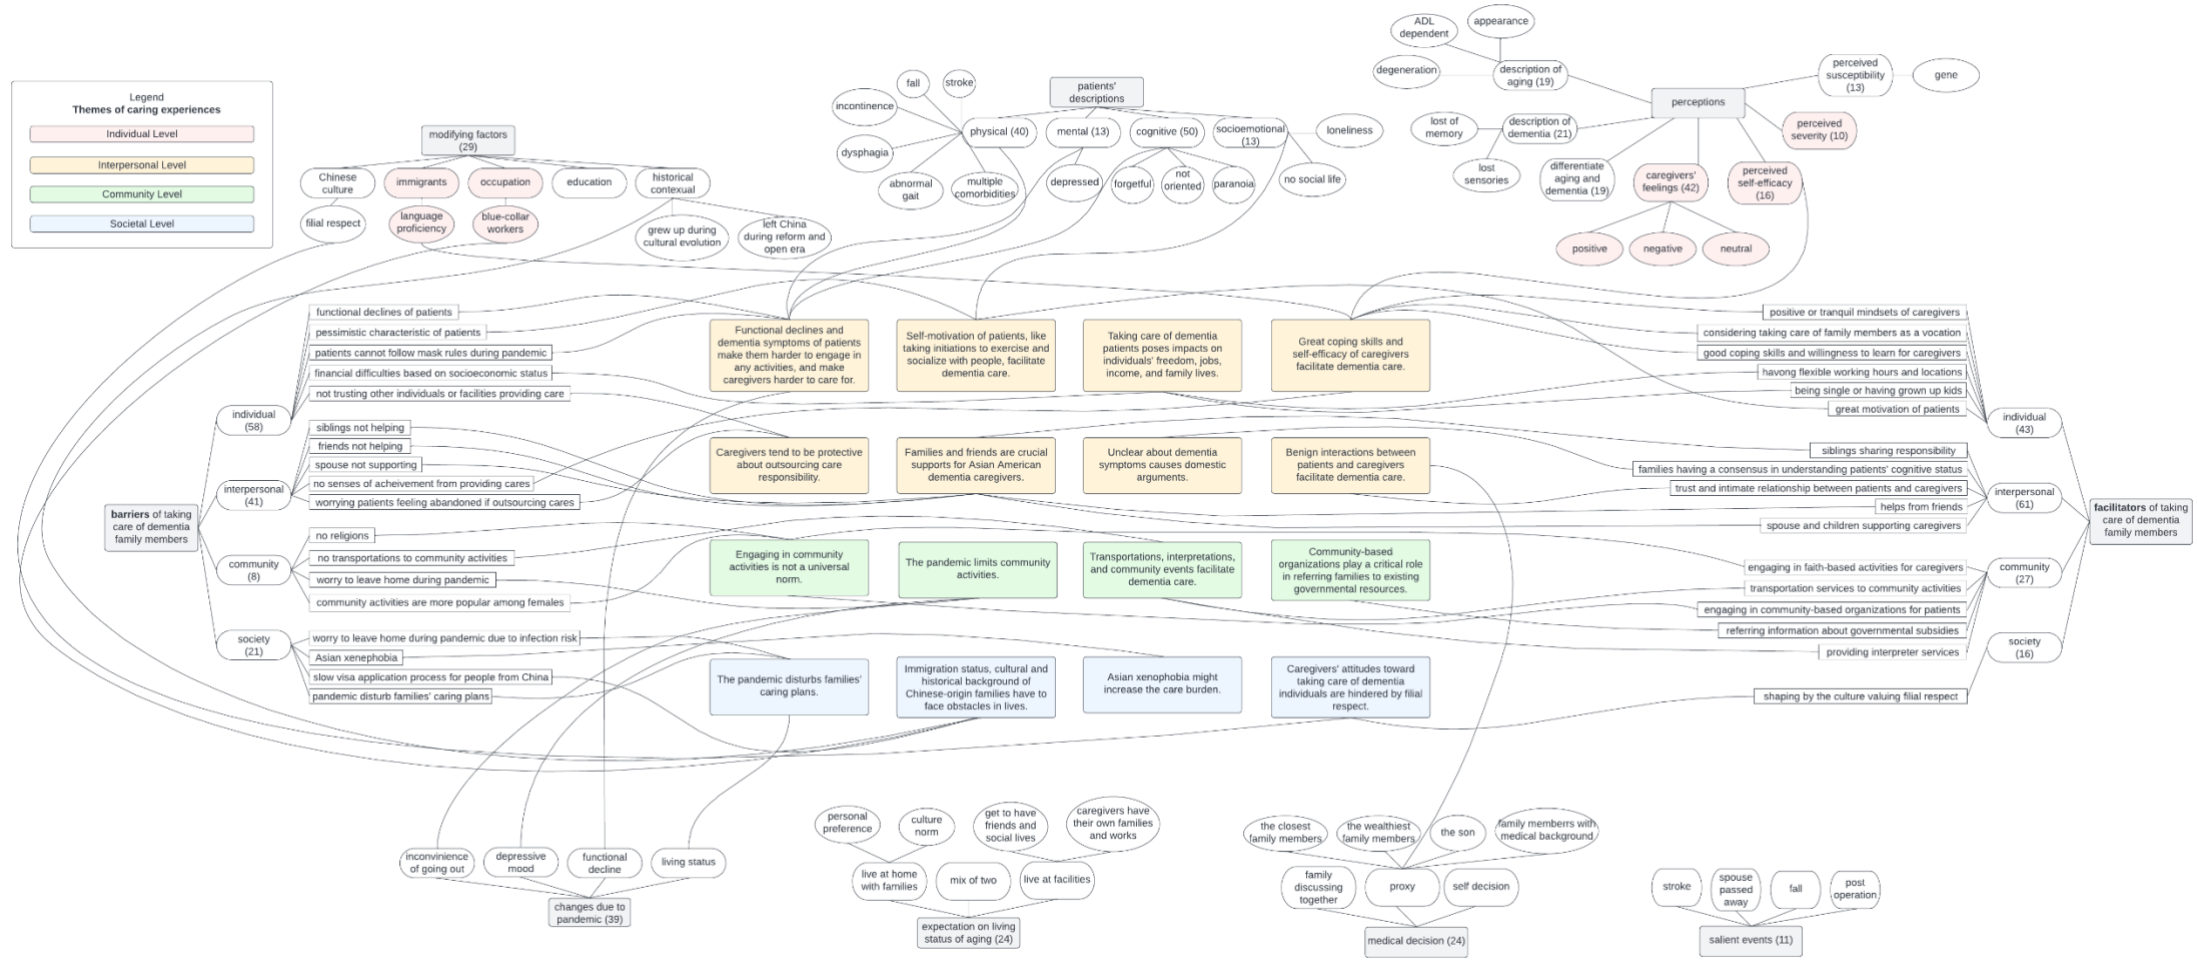 Legend
Themes of caring experiences
Individual Level
Interpersonal Level
Community Level
Societal Level
modifying factors
(29)
Chinese
culture
immigrants
occupation
education
historical
contexual
filial respect
language
proficiency
blue-collar
workers
grew up during
cultural evolution
left China
during reform and
open era
patients'
descriptions
physical (40)
mental (13)
cognitive (50)
socioemotional
(13)
fall
stroke
incontinence
dysphagia
abnormal
gait
multiple
comorbidities
depressed
forgetful
not
oriented
paranoia
loneliness
no social life
perceptions
ADL
dependent
appearance
degeneration
description of
aging (19)
lost of
memory
description of
dementia (21)
lost
sensories
differentiate
aging and
dementia (19)
caregivers'
feelings (42)
perceived
self-efficacy
(16)
perceived
severity (10)
perceived
susceptibility
(13)
gene
positive
negative
neutral
barriers of taking
care of dementia
family members
individual
(58)
functional declines of patients
pessimistic characteristic of patients
patients cannot follow mask rules during pandemic
financial difficulties based on socioeconomic status
not trusting other individuals or facilities providing care
interpersonal
(41)
siblings not helping
friends not helping
spouse not supporting
no senses of acheivement from providing cares
worrying patients feeling abandoned if outsourcing cares
community
(8)
no religions
no transportations to community activities
worry to leave home during pandemic
community activities are more popular among females
society
(21)
worry to leave home during pandemic due to infection risk
Asian xenephobia
slow visa application process for people from China
pandemic disturb families' caring plans
Functional declines and
dementia symptoms of patients
make them harder to engage in
any activities, and make
caregivers harder to care for.
Self-motivation of patients, like
taking initiations to exercise and
socialize with people, facilitate
dementia care.
Taking care of dementia
patients poses impacts on
individuals' freedom, jobs,
income, and family lives.
Great coping skills and
self-efficacy of caregivers
facilitate dementia care.
Caregivers tend to be protective
about outsourcing care
responsibility.
Families and friends are crucial
supports for Asian American
dementia caregivers.
Unclear about dementia
symptoms causes domestic
arguments.
Benign interactions between
patients and caregivers
facilitate dementia care.
Engaging in community
activities is not a universal
norm.
The pandemic limits community
activities.
Transportations, interpretations,
and community events facilitate
dementia care.
Community-based
organizations play a critical role
in referring families to existing
governmental resources.
The pandemic disturbs families'
caring plans.
Immigration status, cultural and
historical background of
Chinese-origin families have to
face obstacles in lives.
Asian xenophobia might
increase the care burden.
Caregivers' attitudes toward
taking care of dementia
individuals are hindered by filial
respect.
positive or tranquil mindsets of caregivers
considering taking care of family members as a vocation
good coping skills and willingness to learn for caregivers
havong flexible working hours and locations
being single or having grown up kids
great motivation of patients
individual
(43)
siblings sharing responsibility
families having a consensus in understanding patients' cognitive status
trust and intimate relationship between patients and caregivers
helps from friends
spouse and children supporting caregivers
interpersonal
(61)
engaging in faith-based activities for caregivers
transportation services to community activities
engaging in community-based organizations for patients
referring information about governmental subsidies
providing interpreter services
community
(27)
shaping by the culture valuing filial respect
society
(16)
facilitators of taking
care of dementia
family members
inconvinience
of going out
depressive
mood
functional
decline
living status
changes due to
pandemic (39)
personal
preference
culture
norm
get to have
friends and
social lives
caregivers have
their own families
and works
live at home
with families
mix of two
live at facilities
expectation on living
status of aging (24)
the closest
family members
the wealthiest
family members
the son
family memberrs with
medical background
family
discussing
together
proxy
self decision
medical decision (24)
stroke
spouse
passed
away
fall
post
operation
salient events (11)